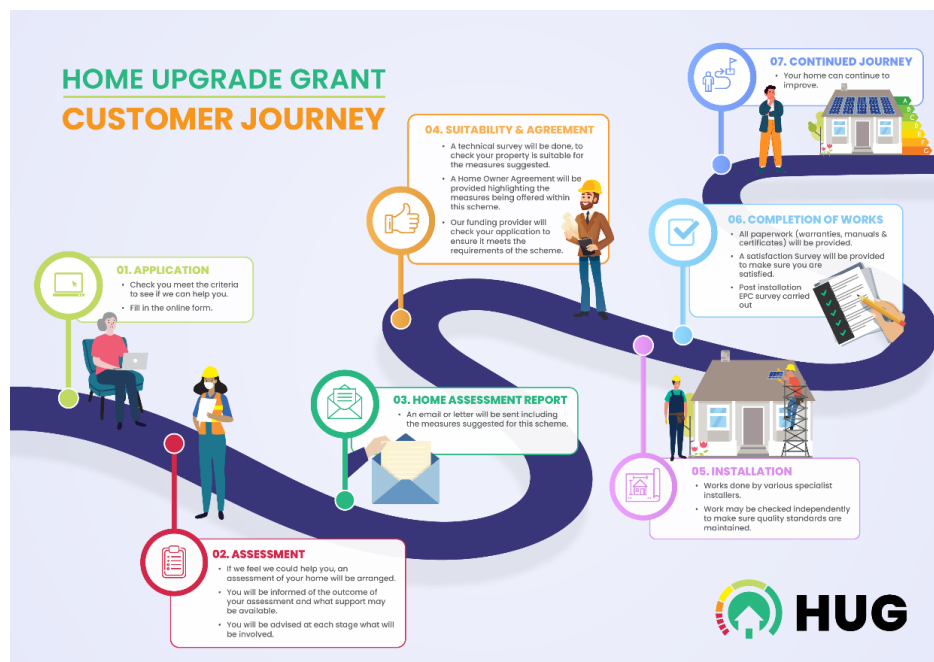 HOME UPGRADE GRANT
CUSTOMER JOURNEY
01. APPLICATION
• Check you meet the criteria
to see if we can help you.
• Fill in the online form.
02. ASSESSMENT
• If we feel we could help you, an
assessment of your home will be arranged.
• You will be informed of the outcome of
your assessment and what support may
be available.
• You will be advised at each stage what will
be involved.
03. HOME ASSESSMENT REPORT
• An email or letter will be sent including
the measures suggested for this scheme.
04. SUITABILITY & AGREEMENT
• A technical survey will be done, to
check your property is suitable for
the measures suggested.
• A Home Owner Agreement will be
provided highlighting the
measures being offered within
this scheme.
• Our funding provider will
check your application to
ensure it meets the
requirements of the scheme.
05. INSTALLATION
• Works done by various specialist
installers.
• Work may be checked independently
to make sure quality standards are
maintained.
06. COMPLETION OF WORKS
• All paperwork (warranties, manuals &
certificates) will be provided.
• A satisfaction Survey will be provided
to make sure you are
satisfied.
• Post installation
EPC survey carried
out
07. CONTINUED JOURNEY
• Your home can continue to
improve.
A
B
C
D
E
F
G
HUG